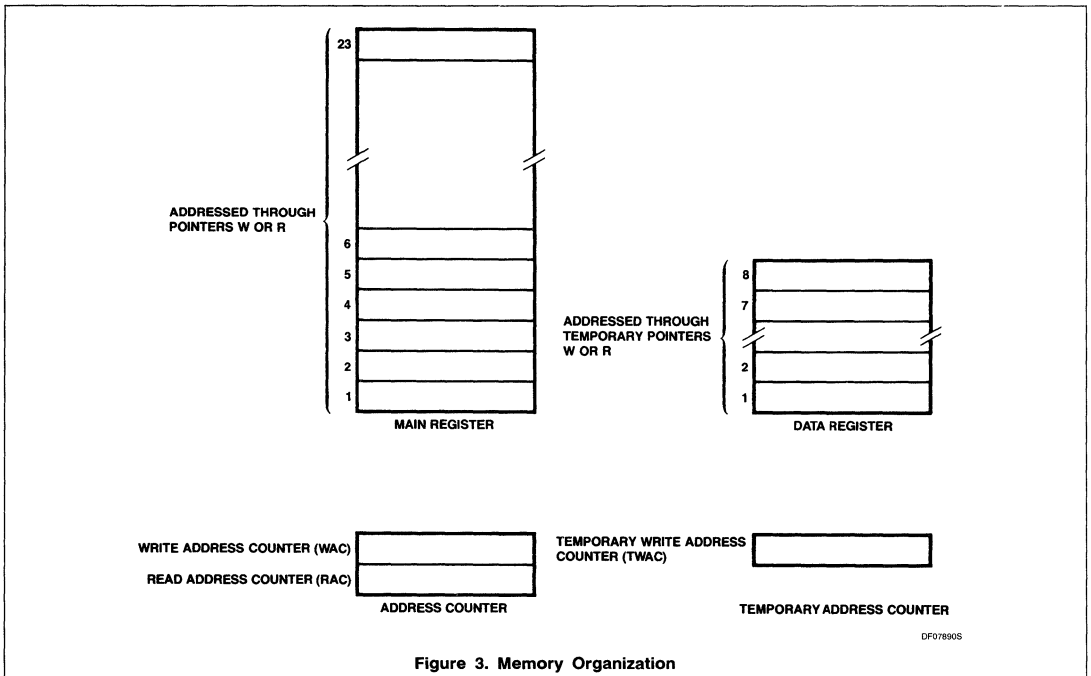 23
ADDRESSED THROUGH
POINTERS W OR R
6
5
4
3
2
1
MAIN REGISTER
ADDRESSED THROUGH
TEMPORARY POINTERS
W OR R
8
7
2
1
DATA REGISTER
WRITE ADDRESS COUNTER (WAC)
READ ADDRESS COUNTER (RAC)
ADDRESS COUNTER
TEMPORARY WRITE ADDRESS
COUNTER (TWAC)
TEMPORARY ADDRESS COUNTER
DF07890S
Figure 3. Memory Organization